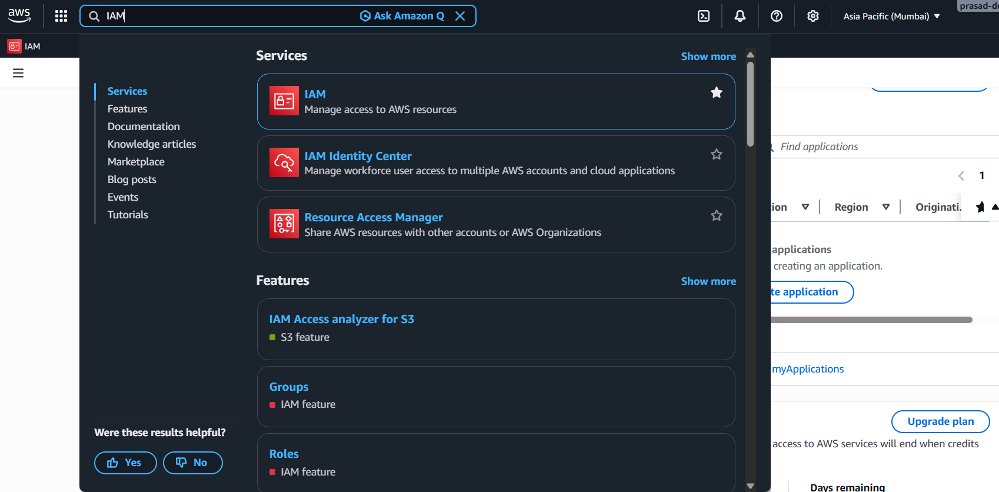 aws
IAM
Ask Amazon Q
Asia Pacific (Mumbai)
prasad-de
IAM
Services
Features
Documentation
Knowledge articles
Marketplace
Blog posts
Events
Tutorials
Were these results helpful?
Yes
No
Services
Show more
IAM
Manage access to AWS resources
IAM Identity Center
Manage workforce user access to multiple AWS accounts and cloud applications
Resource Access Manager
Share AWS resources with other accounts or AWS Organizations
Features
Show more
IAM Access analyzer for S3
S3 feature
Groups
IAM feature
Roles
IAM feature
Find applications
1
ion
Region
Originati.
applications
creating an application.
te application
myApplications
Upgrade plan
access to AWS services will end when credits
Days remaining